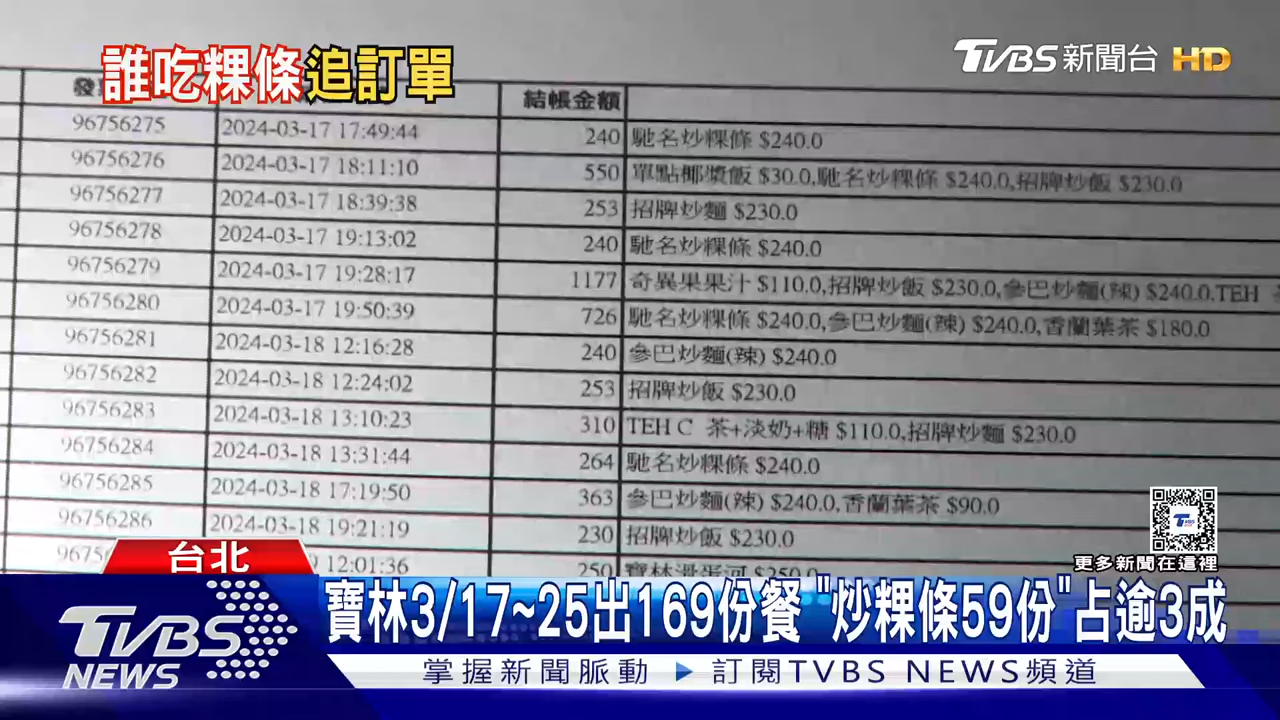 誰吃粿條追訂單
TVBS新聞台 HD
結帳金額
96756275 2024-03-17 17:49:44 240 馳名炒粿條 $240.0
96756276 2024-03-17 18:11:10 550 單點椰漿飯 $30.0,馳名炒粿條 $240.0,招牌炒飯 $230.0
96756277 2024-03-17 18:39:38 253 招牌炒麵 $230.0
96756278 2024-03-17 19:13:02 240 馳名炒粿條 $240.0
96756279 2024-03-17 19:28:17 1177 奇異果果汁 $110.0,招牌炒飯 $230.0,參巴炒麵(辣) $240.0,TEH
96756280 2024-03-17 19:50:39 726 馳名炒粿條 $240.0,參巴炒麵(辣) $240.0,香蘭葉茶 $180.0
96756281 2024-03-18 12:16:28 240 參巴炒麵(辣) $240.0
96756282 2024-03-18 12:24:02 253 招牌炒飯 $230.0
96756283 2024-03-18 13:10:23 310 TEH C 茶+淡奶+糖 $110.0,招牌炒麵 $230.0
96756284 2024-03-18 13:31:44 264 馳名炒粿條 $240.0
96756285 2024-03-18 17:19:50 363 參巴炒麵(辣) $240.0,香蘭葉茶 $90.0
96756286 2024-03-18 19:21:19 230 招牌炒飯 $230.0
12:01:36 250 寶林滑蛋河 $250.0
更多新聞在這裡
台北
寶林3/17~25出169份餐 "炒粿條59份"占逾3成
TVBS NEWS
掌握新聞脈動 ▶ 訂閱TVBS NEWS頻道